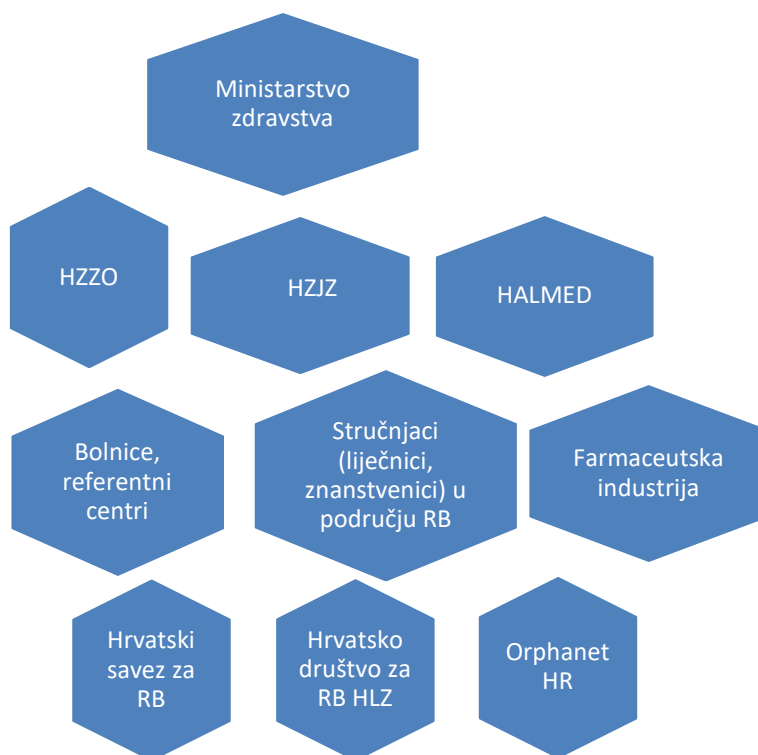 Ministarstvo
zdravstva
HZZO
HZJZ
HALMED
Bolnice,
referentni
centri
Stručnjaci
(liječnici,
znanstvenici) u
području RB
Farmaceutska
industrija
Hrvatski
savez za
RB
Hrvatsko
društvo za
RB HLZ
Orphanet
HR